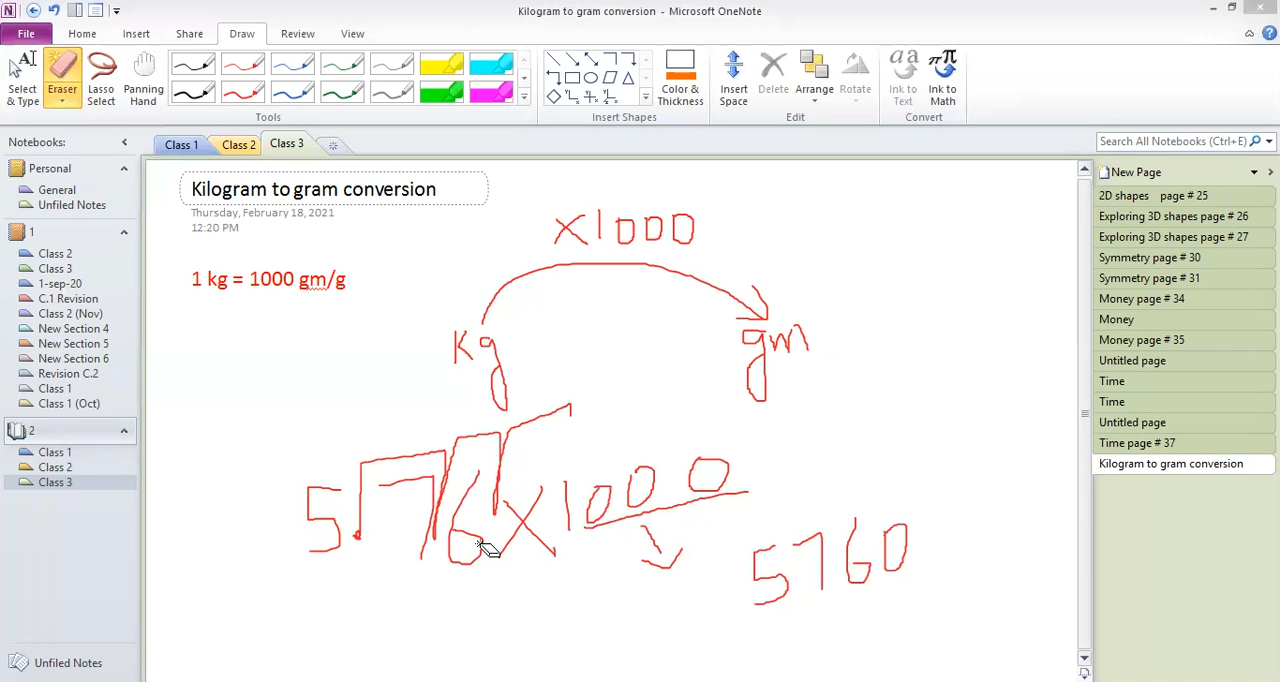 Kilogram to gram conversion - Microsoft OneNote
File Home Insert Share Draw Review View
Select & Type
Eraser
Lasso Select
Panning Hand
Color & Thickness
Insert Space
Delete
Arrange
Rotate
Ink to Text
Ink to Math
Tools
Insert Shapes
Edit
Convert
Notebooks:
Class 1 Class 2 Class 3
Search All Notebooks (Ctrl+E)
Personal
General
Unfiled Notes
1
Class 2
Class 3
1-sep-20
C.1 Revision
Class 2 (Nov)
New Section 4
New Section 5
New Section 6
Revision C.2
Class 1
Class 1 (Oct)
2
Class 1
Class 2
Class 3
Unfiled Notes
Kilogram to gram conversion
Thursday, February 18, 2021
12:20 PM
1 kg = 1000 gm/g
X1000
kg gm
5.76X1000
5760
New Page
2D shapes page # 25
Exploring 3D shapes page # 26
Exploring 3D shapes page # 27
Symmetry page # 30
Symmetry page # 31
Money page # 34
Money
Money page # 35
Untitled page
Time
Time
Untitled page
Time page # 37
Kilogram to gram conversion